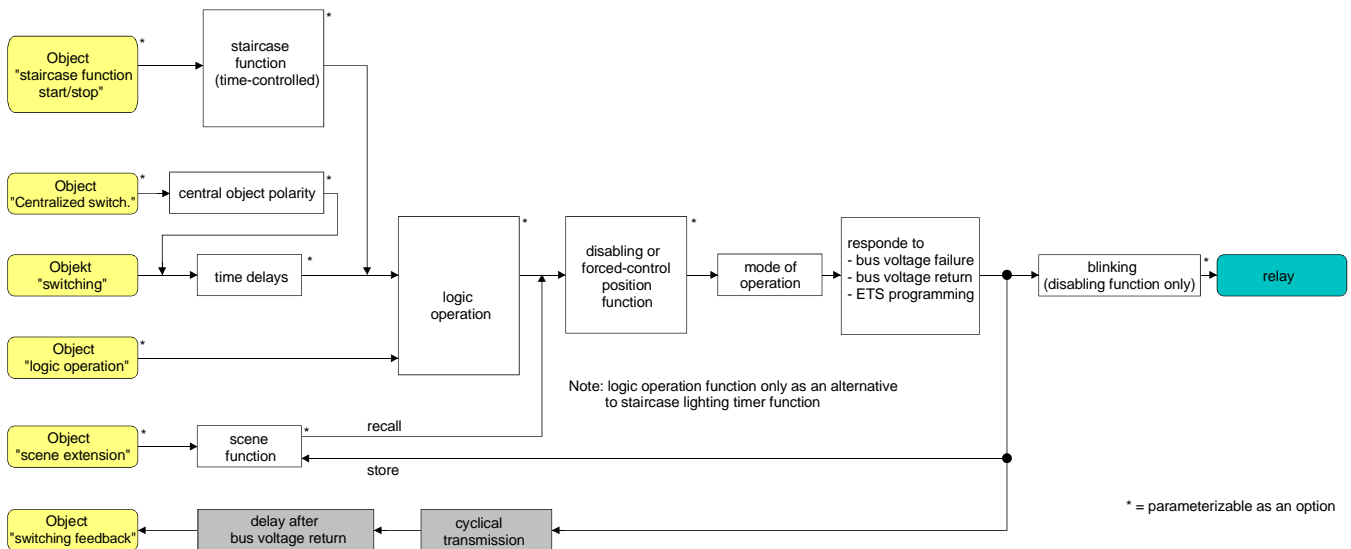 *
*
Object
"staircase function
start/stop"
staircase
function
(time-controlled)
*
*
Object
"Centralized switch."
central object polarity
*
*
Objekt
"switching"
time delays
*
*
Object
"logic operation"
logic
operation
*
disabling or
forced-control
position
function
mode of
operation
responde to
- bus voltage failure
- bus voltage return
- ETS programming
blinking
(disabling function only)
*
relay
Note: logic operation function only as an alternative
to staircase lighting timer function
*
*
Object
"scene extension"
scene
function
recall
store
Object
"switching feedback"
delay after
bus voltage return
cyclical
transmission
* = parameterizable as an option